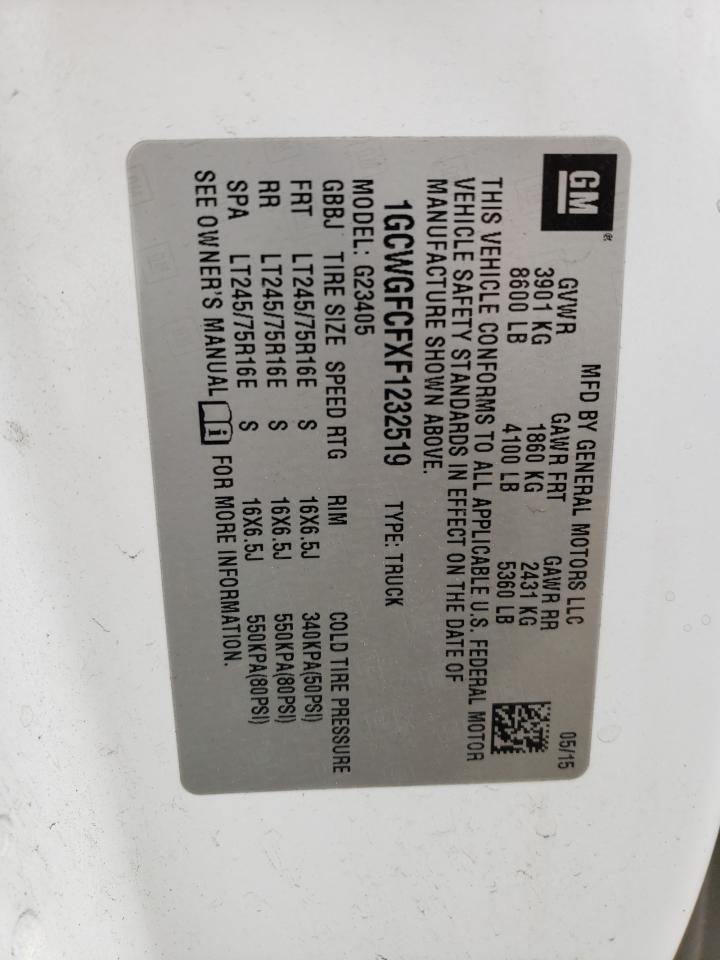 GM®
MFD BY GENERAL MOTORS LLC 05/15
GVWR GAWR FRT GAWR RR
3901 KG 1860 KG 2431 KG
8600 LB 4100 LB 5360 LB
THIS VEHICLE CONFORMS TO ALL APPLICABLE U.S. FEDERAL MOTOR
VEHICLE SAFETY STANDARDS IN EFFECT ON THE DATE OF
MANUFACTURE SHOWN ABOVE.
1GCWGFCFXF1232519 TYPE: TRUCK
MODEL: G23405
GBBJ TIRE SIZE SPEED RTG RIM COLD TIRE PRESSURE
FRT LT245/75R16E S 16X6.5J 340KPA(50PSI)
RR LT245/75R16E S 16X6.5J 550KPA(80PSI)
SPA LT245/75R16E S 16X6.5J 550KPA(80PSI)
SEE OWNER'S MANUAL i FOR MORE INFORMATION.